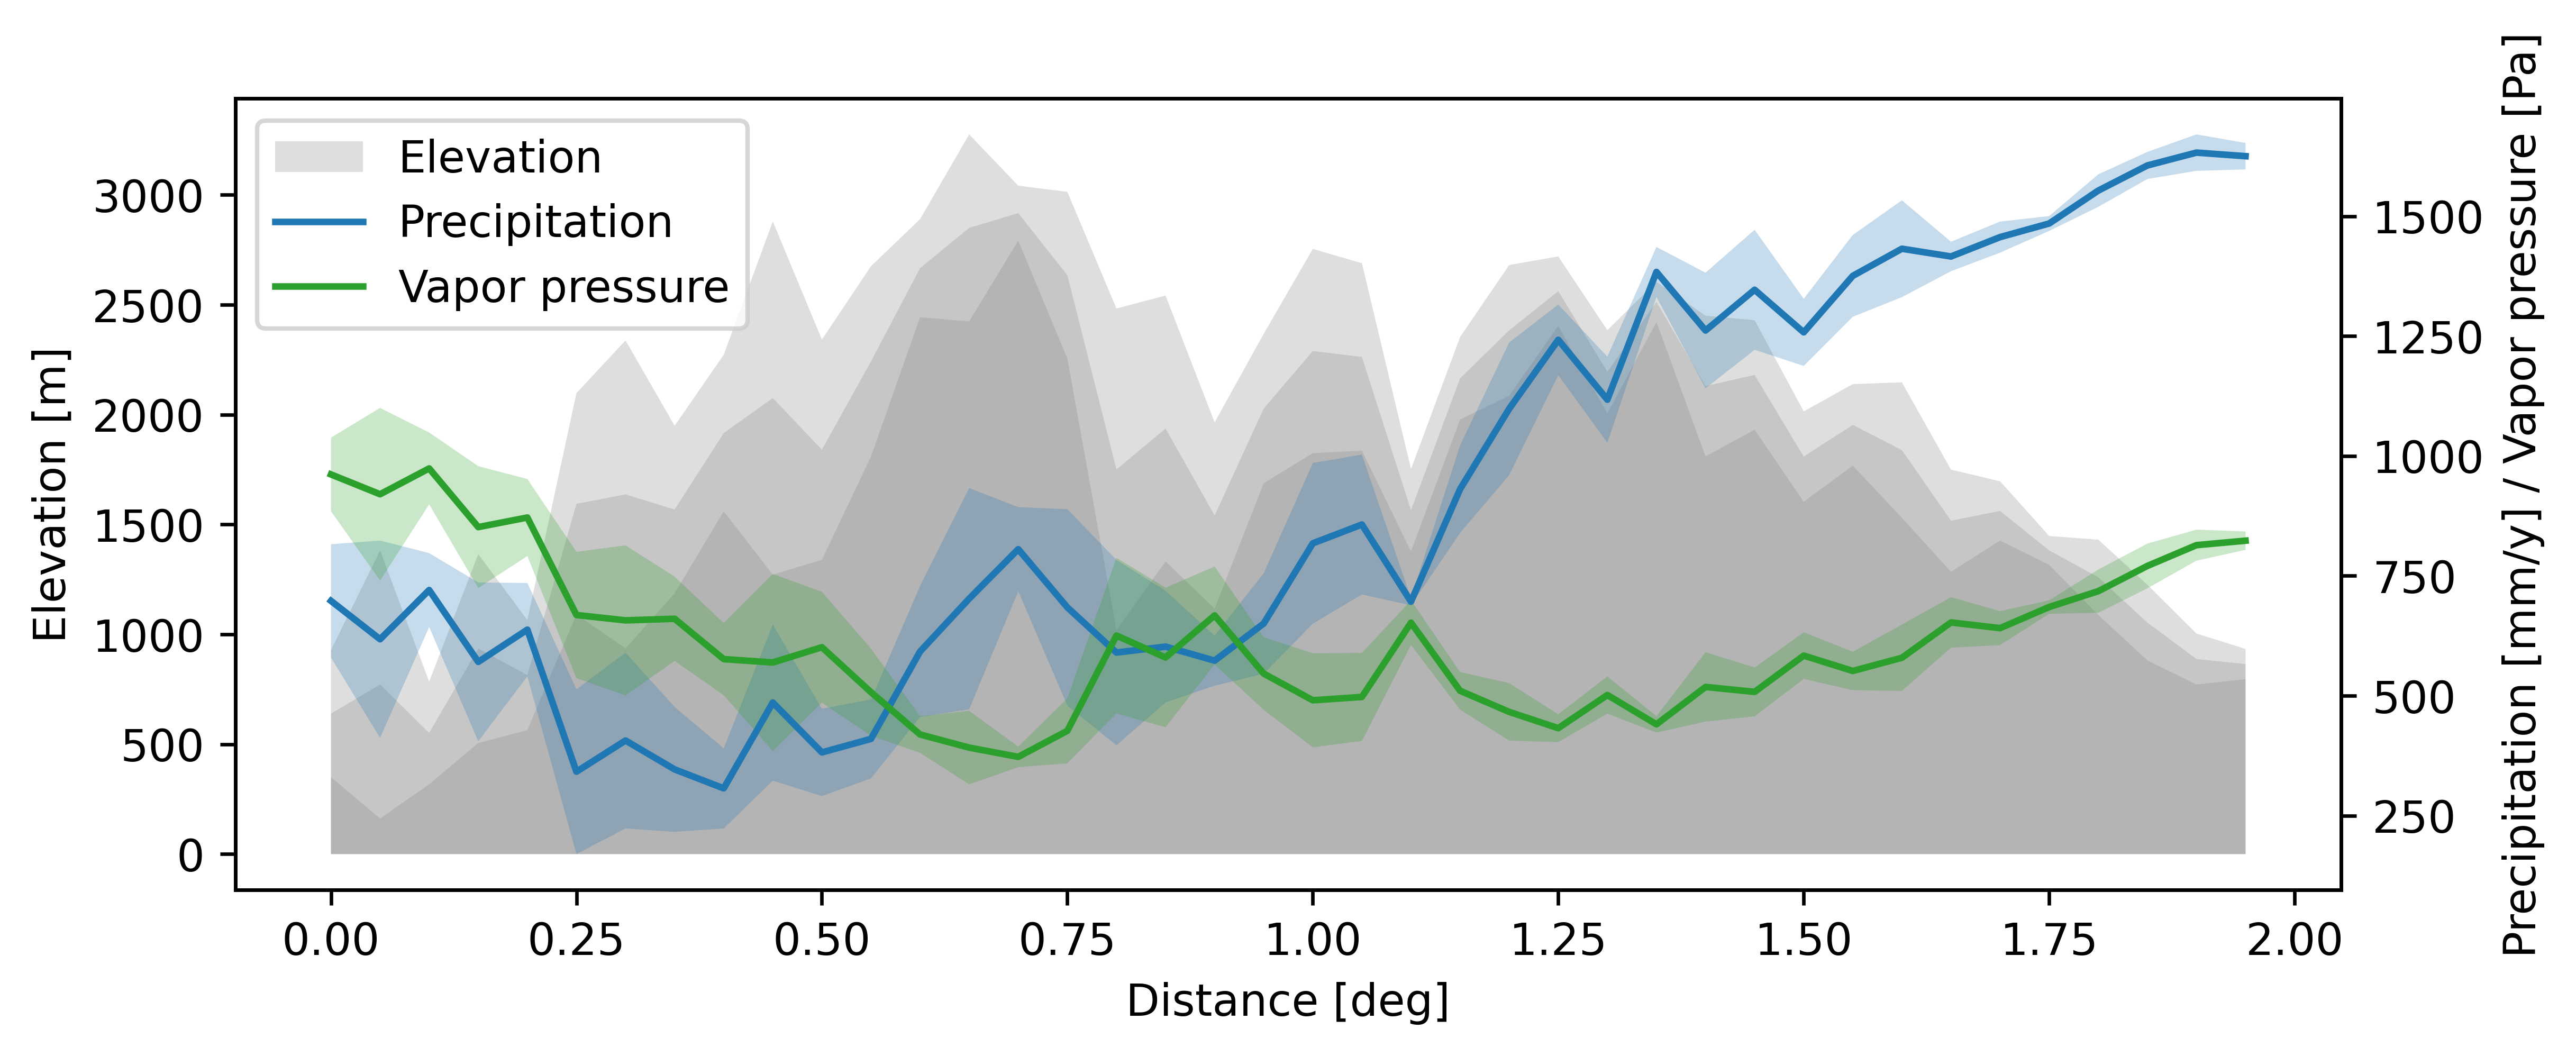 Elevation
Precipitation
Vapor pressure
Elevation [m]
3000
2500
2000
1500
1000
500
0
0.00 0.25 0.50 0.75 1.00 1.25 1.50 1.75 2.00
Distance [deg]
1500
1250
1000
750
500
250
Precipitation [mm/y] / Vapor pressure [Pa]